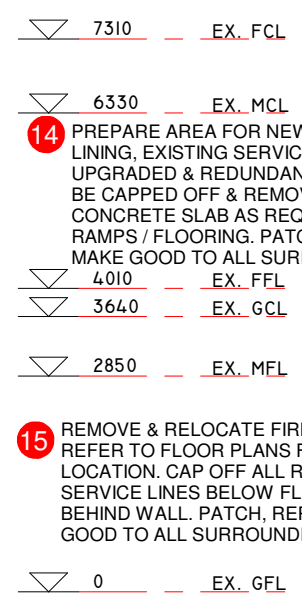 7310 EX. FCL
6330 EX. MCL
14 PREPARE AREA FOR NEW
LINING, EXISTING SERVIC
UPGRADED & REDUNDAN
BE CAPPED OFF & REMOV
CONCRETE SLAB AS REQ
RAMPS / FLOORING. PATC
MAKE GOOD TO ALL SURR
4010 EX. FFL
3640 EX. GCL
2850 EX. MFL
15 REMOVE & RELOCATE FIRE
REFER TO FLOOR PLANS F
LOCATION. CAP OFF ALL R
SERVICE LINES BELOW FL
BEHIND WALL. PATCH, REP
GOOD TO ALL SURROUNDI
0 EX. GFL